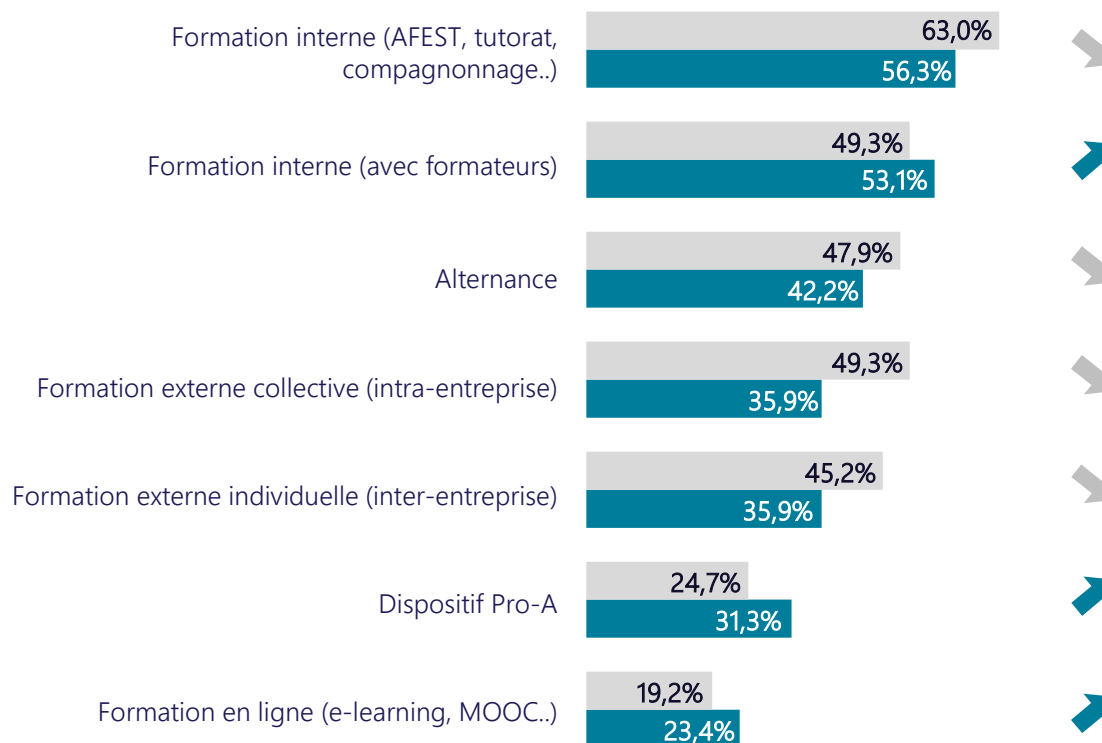 Formation interne (AFEST, tutorat,
compagnonnage..)
63,0%
56,3%
Formation interne (avec formateurs)
49,3%
53,1%
Alternance
47,9%
42,2%
Formation externe collective (intra-entreprise)
49,3%
35,9%
Formation externe individuelle (inter-entreprise)
45,2%
35,9%
Dispositif Pro-A
24,7%
31,3%
Formation en ligne (e-learning, MOOC..)
19,2%
23,4%